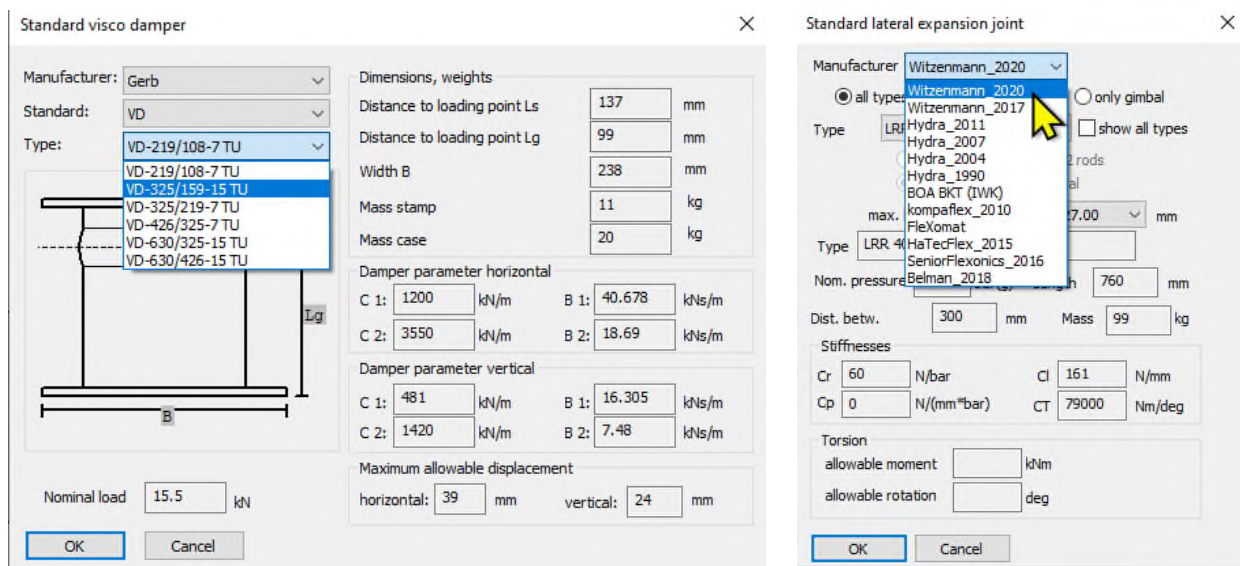 Standard visco damper
Manufacturer: Gerb
Standard: VD
Type: VD-219/108-7 TU
VD-219/108-7 TU
VD-325/159-15 TU
VD-325/219-7 TU
VD-426/325-7 TU
VD-630/325-15 TU
VD-630/426-15 TU
Lg
B
Nominal load 15.5 kN
OK Cancel
Dimensions, weights
Distance to loading point Ls 137 mm
Distance to loading point Lg 99 mm
Width B 238 mm
Mass stamp 11 kg
Mass case 20 kg
Damper parameter horizontal
C 1: 1200 kN/m B 1: 40.678 kNs/m
C 2: 3550 kN/m B 2: 18.69 kNs/m
Damper parameter vertical
C 1: 481 kN/m B 1: 16.305 kNs/m
C 2: 1420 kN/m B 2: 7.48 kNs/m
Maximum allowable displacement
horizontal: 39 mm vertical: 24 mm
Standard lateral expansion joint
Manufacturer Witzenmann_2020
Witzenmann_2020
Witzenmann_2017
Hydra_2011
Hydra_2007
Hydra_2004
Hydra_1990
BOA BKT (IWK)
kompaflex_2010
FleXomat
HaTecFlex_2015
SeniorFlexonics_2016
Belman_2018
all types only gimbal
Type LRR show all types
2 rods
max. 27.00 mm
Type LRR 40
Nom. pressure 760 mm
Dist. betw. 300 mm Mass 99 kg
Stiffnesses
Cr 60 N/bar Cl 161 N/mm
Cp 0 N/(mm*bar) CT 79000 Nm/deg
Torsion
allowable moment kNm
allowable rotation deg
OK Cancel